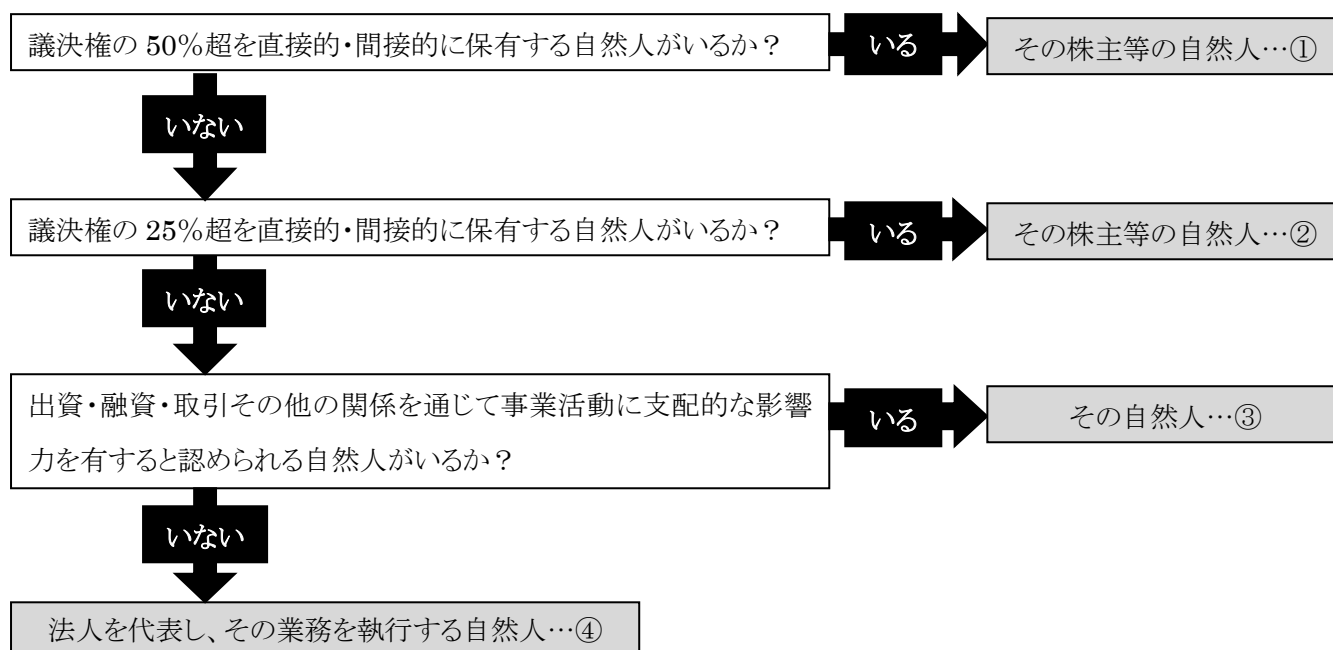 議決権の 50%超を直接的・間接的に保有する自然人がいるか?
いる
その株主等の自然人…①
いない
議決権の 25%超を直接的・間接的に保有する自然人がいるか?
いる
その株主等の自然人…②
いない
出資・融資・取引その他の関係を通じて事業活動に支配的な影響
力を有すると認められる自然人がいるか?
いる
その自然人…③
いない
法人を代表し、その業務を執行する自然人…④